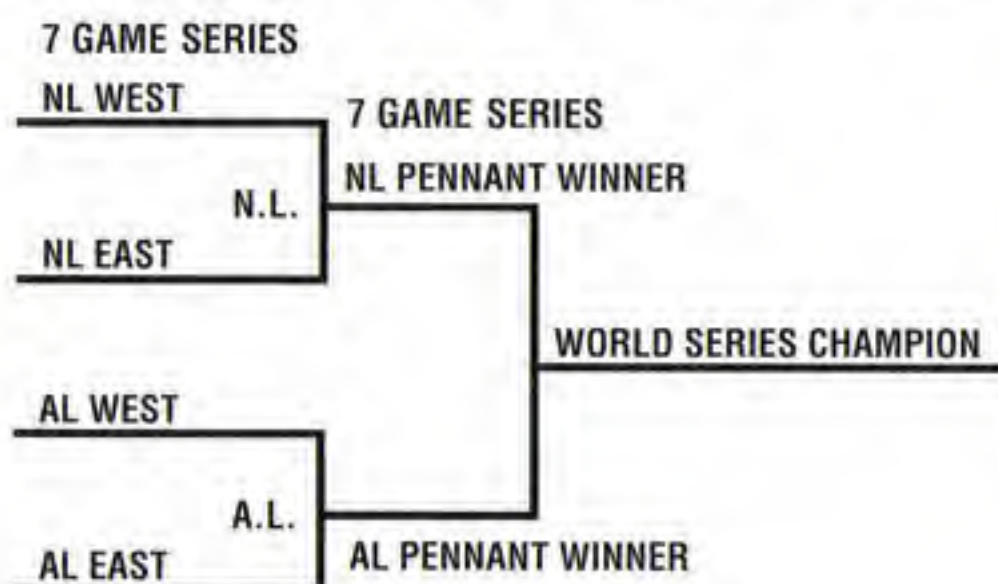 7 GAME SERIES
NL WEST
7 GAME SERIES
NL PENNANT WINNER
N.L.
NL EAST
WORLD SERIES CHAMPION
AL WEST
A.L.
AL PENNANT WINNER
AL EAST